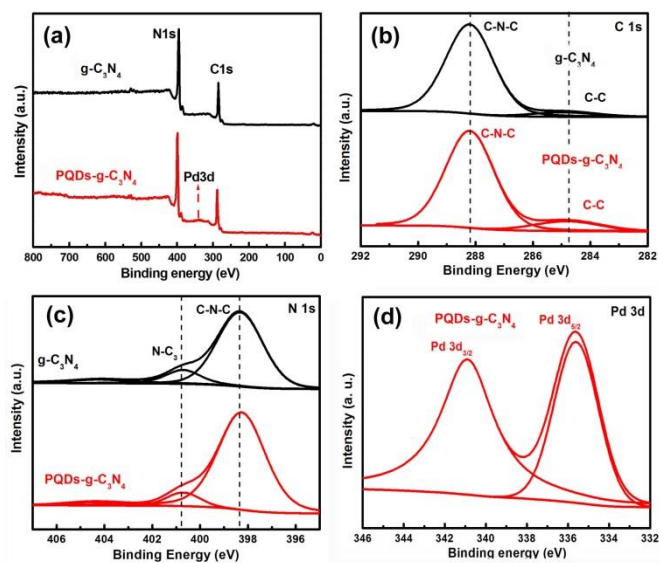 (a)
N1s
g-C₃N₄
C1s
PQDs-g-C₃N₄
Pd3d
Intensity (a.u.)
800 700 600 500 400 300 200 100 0
Binding energy (eV)
(b)
C 1s
C-N-C
g-C₃N₄
C-C
C-N-C
PQDs-g-C₃N₄
C-C
Intensity (a.u.)
292 290 288 286 284 282
Binding Energy (eV)
(c)
N 1s
C-N-C
N-C₃
g-C₃N₄
PQDs-g-C₃N₄
Intensity (a.u.)
406 404 402 400 398 396
Binding Energy (eV)
(d)
Pd 3d
PQDs-g-C₃N₄
Pd 3d₅/₂
Pd 3d₃/₂
Intensity (a. u.)
346 344 342 340 338 336 334 332
Binding energy (eV)